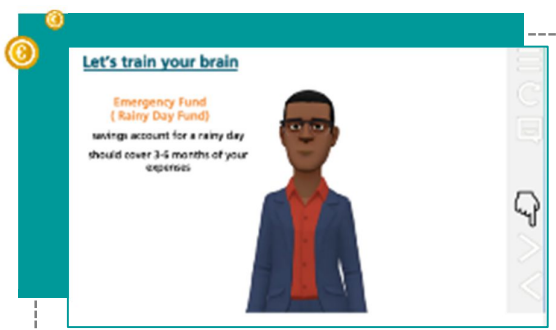 Let's train your brain
Emergency Fund
( Rainy Day Fund)
savings account for a rainy day
should cover 3-6 months of your
expenses